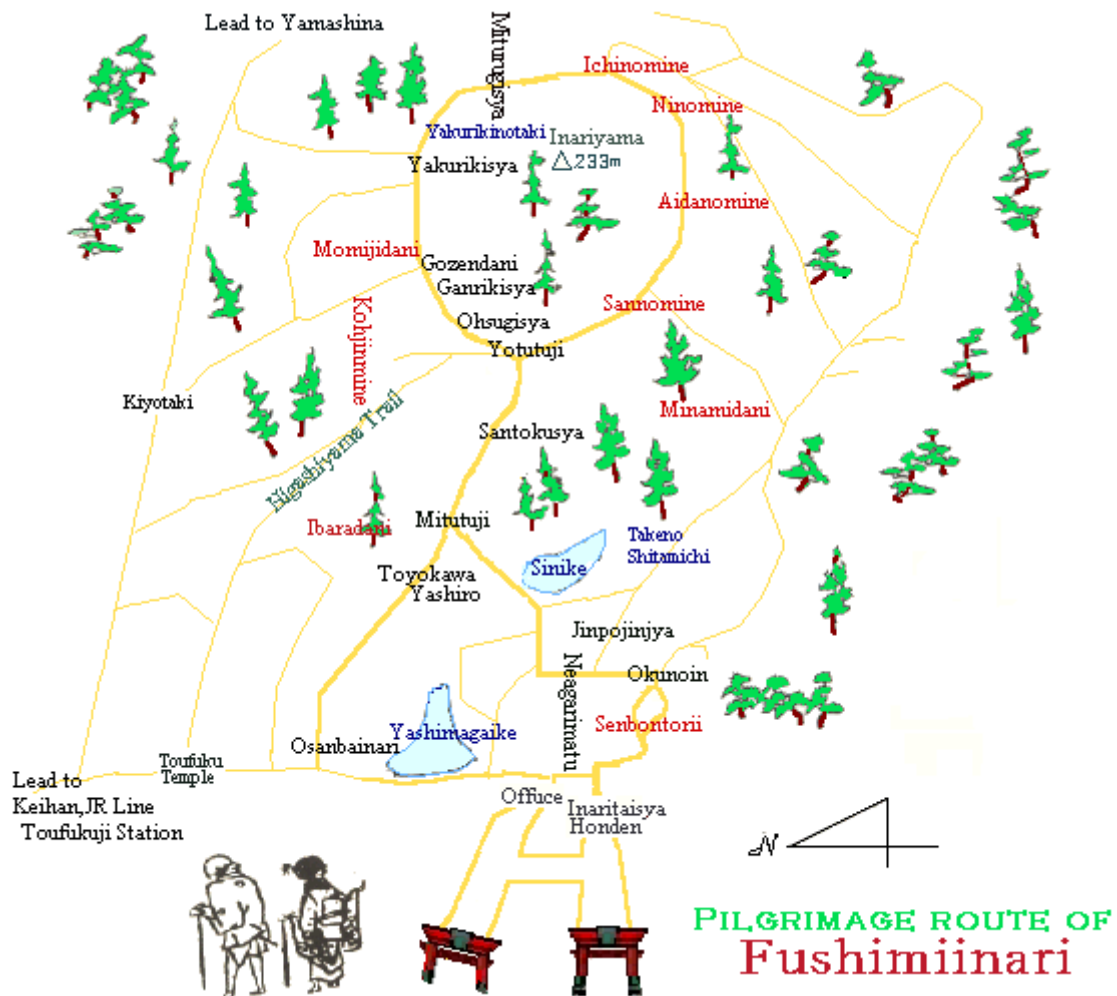 Lead to Yamashina
Miturugisya
Ichinomine
Ninomine
Yakurikinotaki
Inariyama
△233m
Yakurikisya
Aidanomine
Momijidani
Gozendani
Ganrikisya
Sannomine
Kohjinmine
Ohsugisya
Yotutuji
Kiyotaki
Minamidani
Higashiyama Trail
Santokusya
Ibaradani
Mitutuji
Takeno
Shitamichi
Sinike
Toyokawa
Yashiro
Jinpojinjya
Neagarimatu
Okunoin
Senbontorii
Yashimagaike
Osanbainari
Toufuku
Temple
Lead to
Keihan,JR Line
Toufukuji Station
Offuce
Inaritaisya
Honden
N
PILGRIMAGE ROUTE OF
Fushimiinari